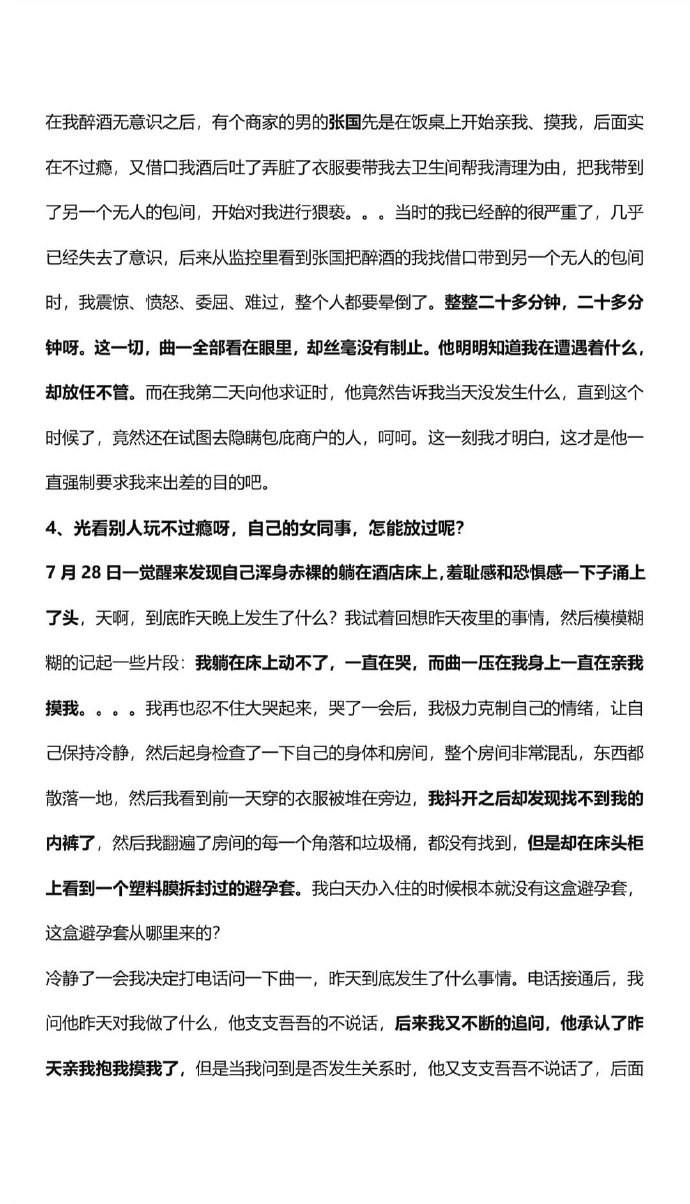 在我醉酒无意识之后，有个商家的男的张国先是在饭桌上开始亲我、摸我，后面实
在不过瘾，又借口我酒后吐了弄脏了衣服要带我去卫生间帮我清理为由，把我带到
了另一个无人的包间，开始对我进行猥亵。。。当时的我已经醉的很严重了，几乎
已经失去了意识，后来从监控里看到张国把醉酒的我找借口带到另一个无人的包间
时，我震惊、愤怒、委屈、难过，整个人都要晕倒了。整整二十多分钟，二十多分
钟呀。这一切，曲一全部看在眼里，却丝毫没有制止。他明明知道我在遭遇着什么，
却放任不管。而在我第二天向他求证时，他竟然告诉我当天没发生什么，直到这个
时候了，竟然还在试图去隐瞒包庇商户的人，呵呵。这一刻我才明白，这才是他一
直强制要求我来出差的目的吧。
4、光看别人玩不过瘾呀，自己的女同事，怎能放过呢？
7 月 28 日一觉醒来发现自己浑身赤裸的躺在酒店床上，羞耻感和恐惧感一下子涌上
了头，天啊，到底昨天晚上发生了什么？我试着回想昨天夜里的事情，然后模模糊
糊的记起一些片段：我躺在床上动不了，一直在哭，而曲一压在我身上一直在亲我
摸我。。。。我再也忍不住大哭起来，哭了一会后，我极力克制自己的情绪，让自
己保持冷静，然后起身检查了一下自己的身体和房间，整个房间非常混乱，东西都
散落一地，然后我看到前一天穿的衣服被堆在旁边，我抖开之后却发现找不到我的
内裤了，然后我翻遍了房间的每一个角落和垃圾桶，都没有找到，但是却在床头柜
上看到一个塑料膜拆封过的避孕套。我白天办入住的时候根本就没有这盒避孕套，
这盒避孕套从哪里来的？
冷静了一会我决定打电话问一下曲一，昨天到底发生了什么事情。电话接通后，我
问他昨天对我做了什么，他支支吾吾的不说话，后来我又不断的追问，他承认了昨
天亲我抱我摸我了，但是当我问到是否发生关系时，他又支支吾吾不说话了，后面